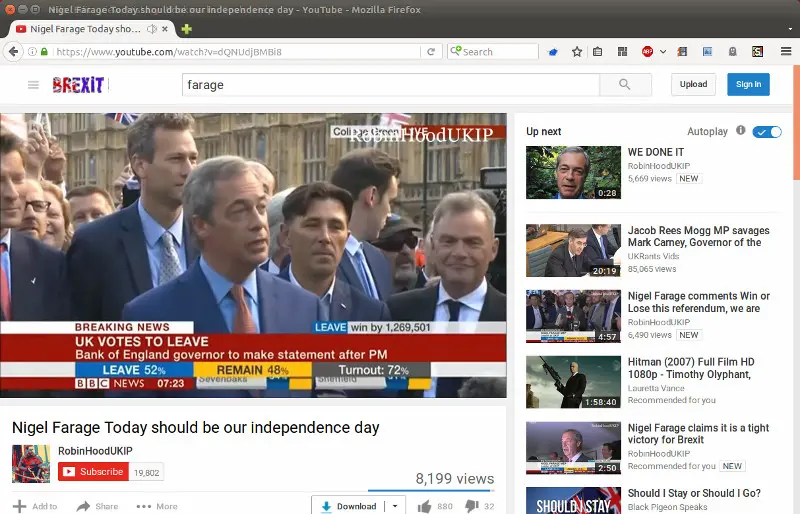 Nigel Farage Today should be our independence day - YouTube - Mozilla Firefox
Nigel Farage Today sho...
https://www.youtube.com/watch?v=dQNUdjBMBi8
Search
ABP
BREXIT
farage
Upload
Sign in
College Green LIVE
RobinHoodUKIP
BREAKING NEWS
LEAVE win by 1,269,501
UK VOTES TO LEAVE
Bank of England governor to make statement after PM
LEAVE 52%
REMAIN 48%
Turnout: 72%
BBC NEWS 07:23
Sevenoaks
Sheffield
Nigel Farage Today should be our independence day
RobinHoodUKIP
Subscribe
19,802
8,199 views
Add to
Share
More
Download
880
32
Up next
Autoplay
WE DONE IT
RobinHoodUKIP
5,669 views NEW
0:28
Jacob Rees Mogg MP savages
Mark Carney, Governor of the
UKRants Vids
85,065 views
20:19
Nigel Farage comments Win or
Lose this referendum, we are
RobinHoodUKIP
6,490 views NEW
4:57
Hitman (2007) Full Film HD
1080p - Timothy Olyphant,
Lauretta Vance
Recommended for you
1:58:40
Nigel Farage claims it is a tight
victory for Brexit
RobinHoodUKIP
Recommended for you NEW
2:50
Should I Stay or Should I Go?
Black Pigeon Speaks
SHOULD I STAY